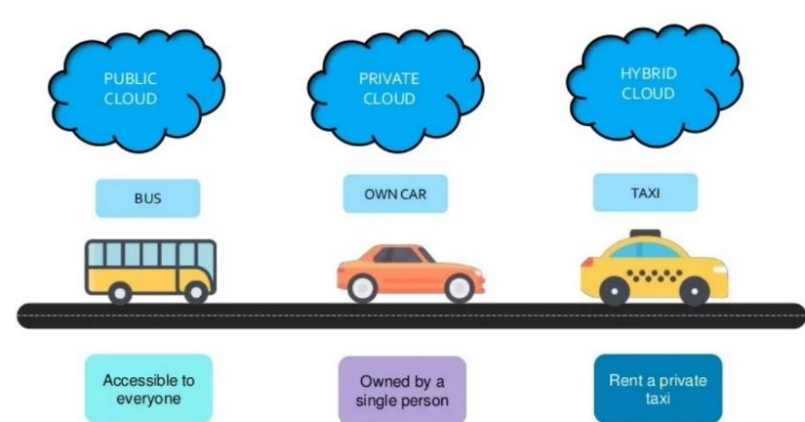 PUBLIC
CLOUD
PRIVATE
CLOUD
HYBRID
CLOUD
BUS
OWN CAR
TAXI
Accessible to
everyone
Owned by a
single person
Rent a private
taxi